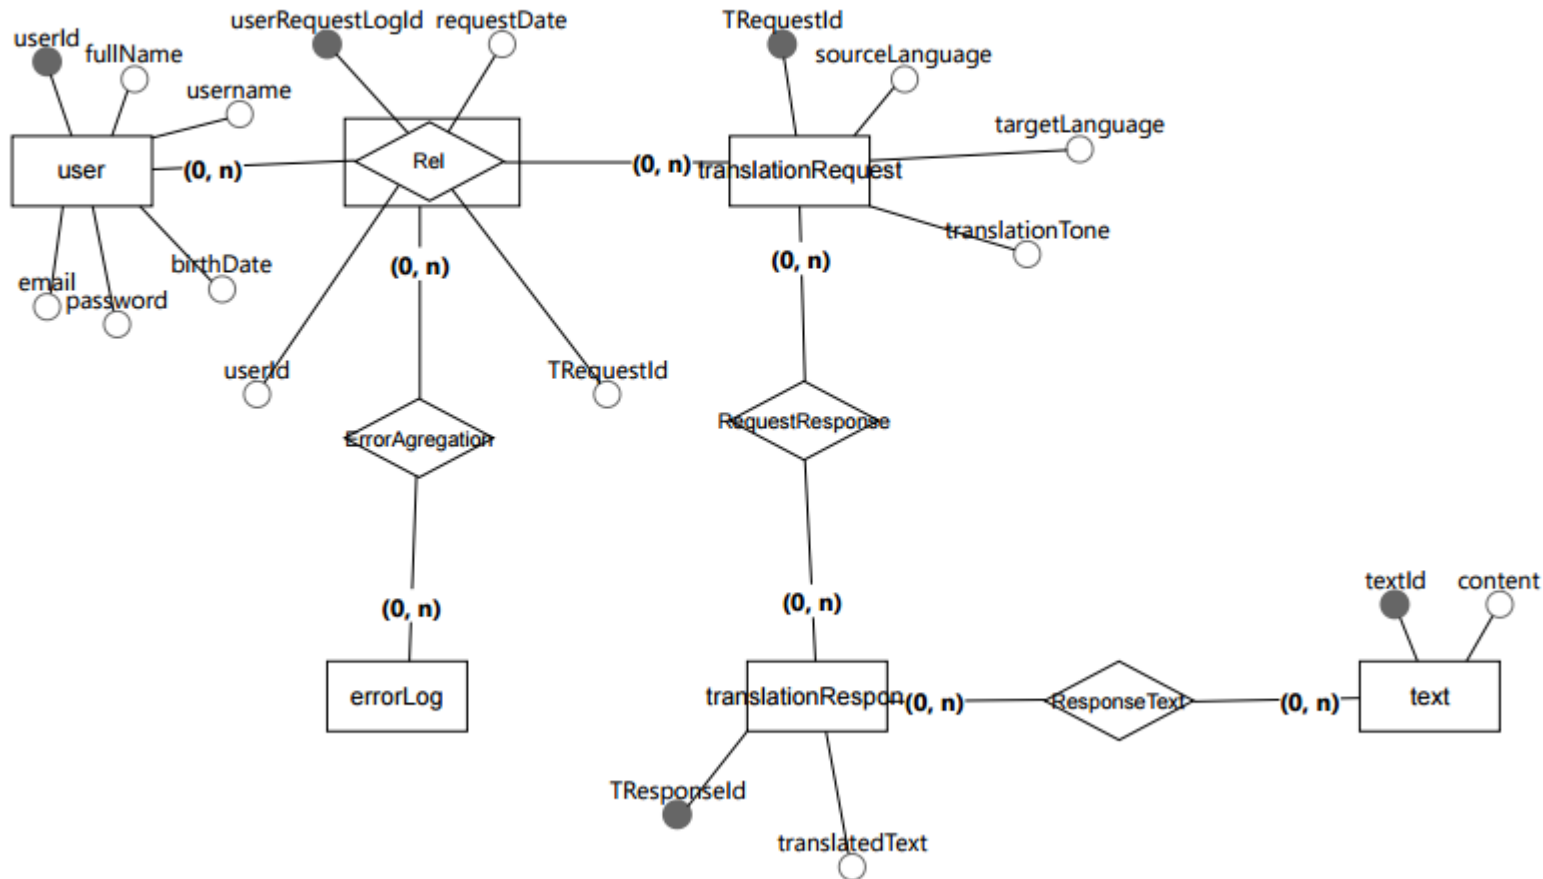 userRequestLogId
requestDate
TRequestId
userId
fullName
sourceLanguage
username
targetLanguage
user
(0, n)
Rel
(0, n)
translationRequest
translationTone
email
password
birthDate
(0, n)
(0, n)
userId
TRequestId
ErrorAgregation
RequestResponse
(0, n)
(0, n)
textId
content
errorLog
translationRespon
(0, n)
ResponseText
(0, n)
text
TResponseId
translatedText